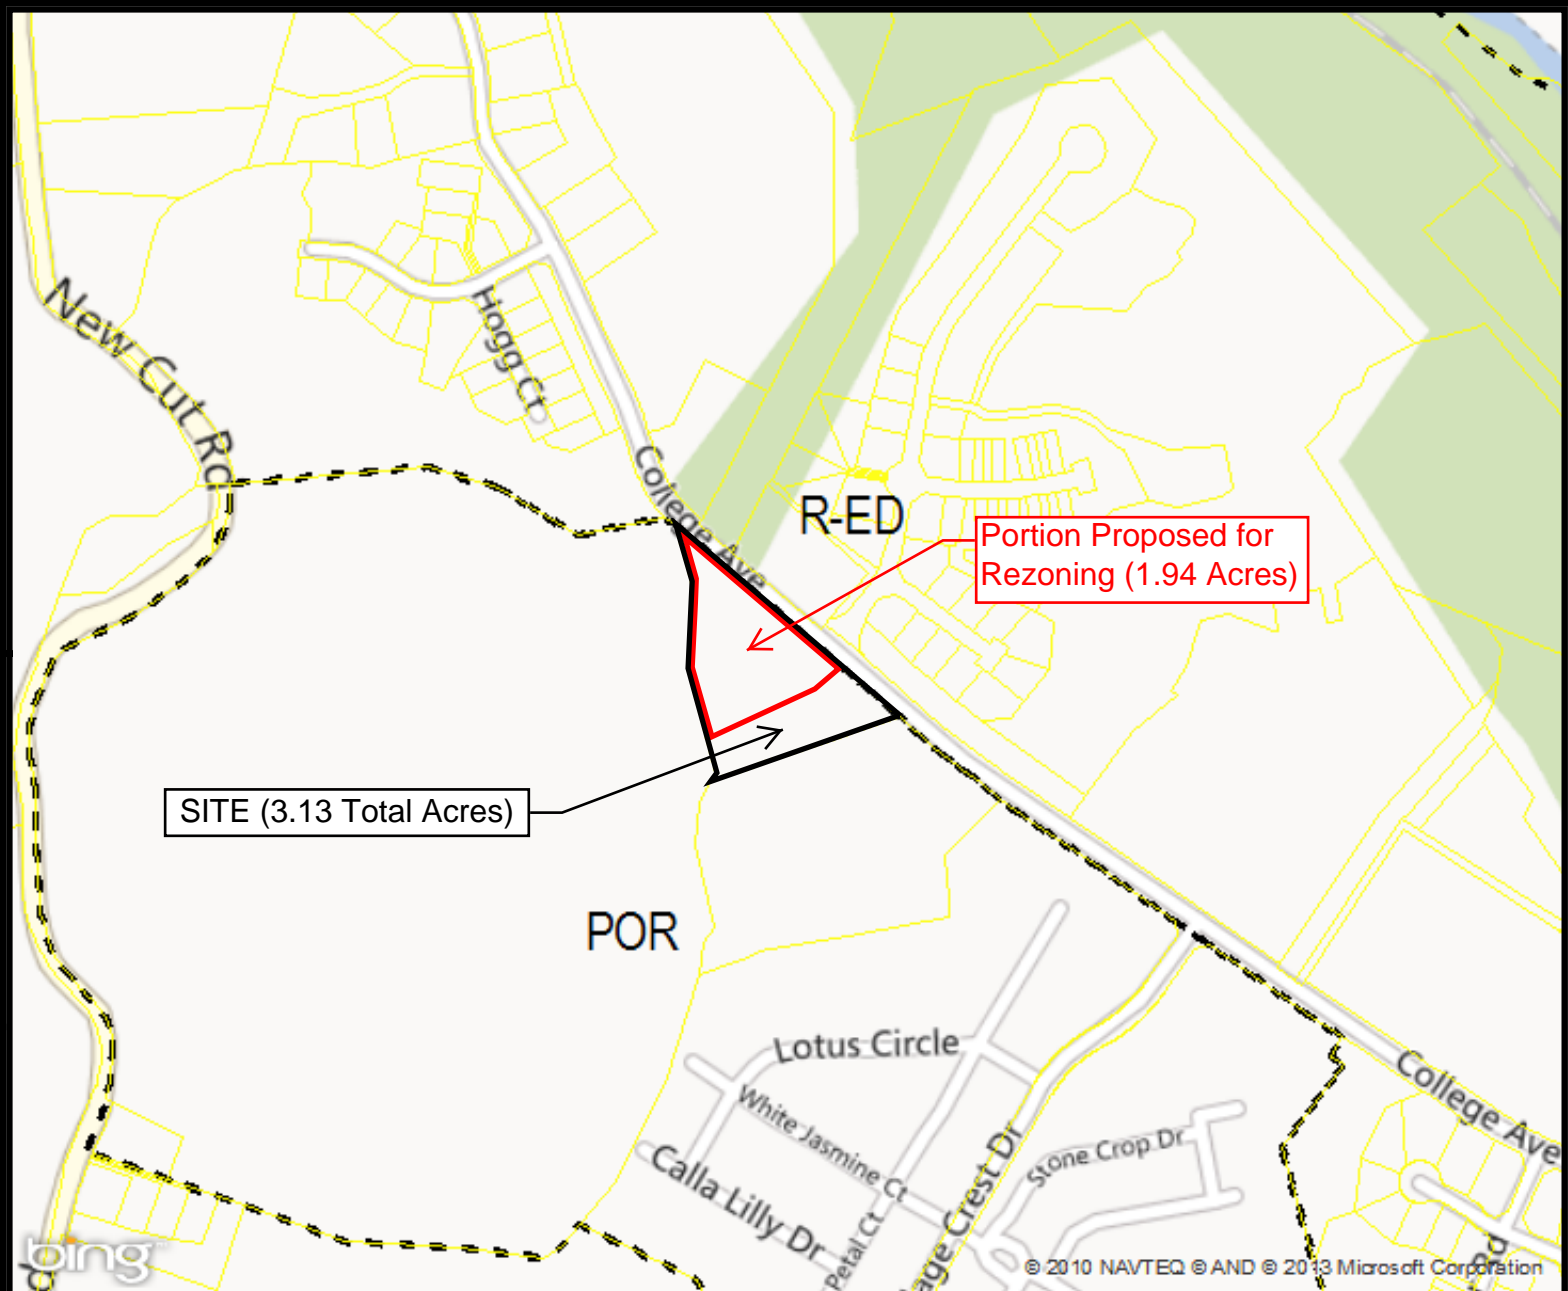 New Cut Rd
Hogg Ct
College Ave
R-ED
Portion Proposed for
Rezoning (1.94 Acres)
SITE (3.13 Total Acres)
POR
Lotus Circle
White Jasmine Ct
Calla Lilly Dr
Petal Ct
age Crest Dr
Stone Crop Dr
College Ave
Rd
bing
© 2010 NAVTEQ © AND © 2013 Microsoft Corporation